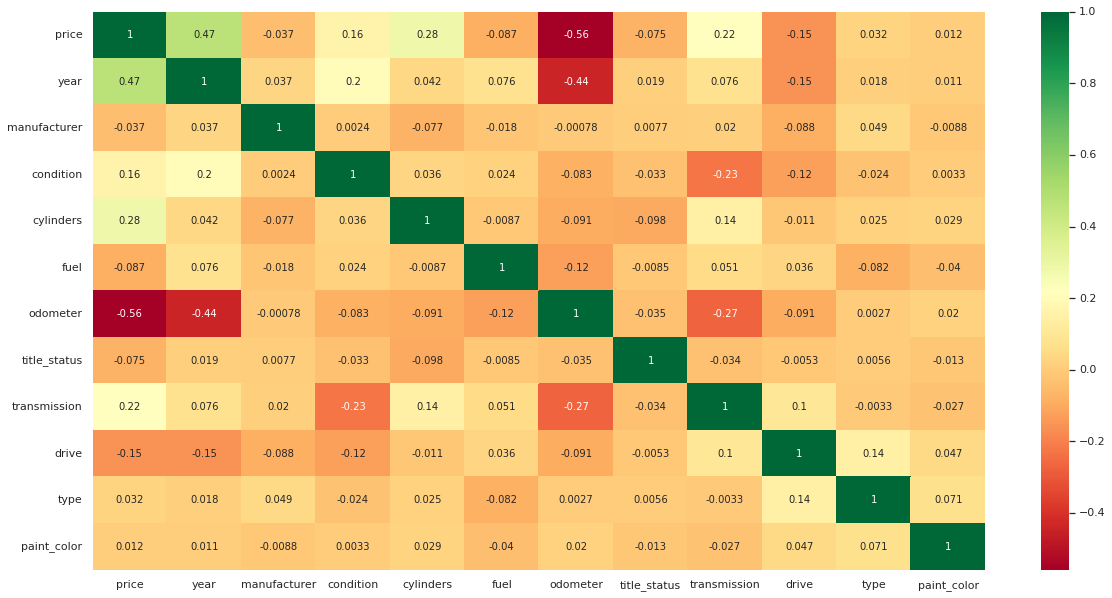 price 1 0.47 -0.037 0.16 0.28 -0.087 -0.56 -0.075 0.22 -0.15 0.032 0.012
year 0.47 1 0.037 0.2 0.042 0.076 -0.44 0.019 0.076 -0.15 0.018 0.011
manufacturer -0.037 0.037 1 0.0024 -0.077 -0.018 -0.00078 0.0077 0.02 -0.088 0.049 -0.0088
condition 0.16 0.2 0.0024 1 0.036 0.024 -0.083 -0.033 -0.23 -0.12 -0.024 0.0033
cylinders 0.28 0.042 -0.077 0.036 1 -0.0087 -0.091 -0.098 0.14 -0.011 0.025 0.029
fuel -0.087 0.076 -0.018 0.024 -0.0087 1 -0.12 -0.0085 0.051 0.036 -0.082 -0.04
odometer -0.56 -0.44 -0.00078 -0.083 -0.091 -0.12 1 -0.035 -0.27 -0.091 0.0027 0.02
title_status -0.075 0.019 0.0077 -0.033 -0.098 -0.0085 -0.035 1 -0.034 -0.0053 0.0056 -0.013
transmission 0.22 0.076 0.02 -0.23 0.14 0.051 -0.27 -0.034 1 0.1 -0.0033 -0.027
drive -0.15 -0.15 -0.088 -0.12 -0.011 0.036 -0.091 -0.0053 0.1 1 0.14 0.047
type 0.032 0.018 0.049 -0.024 0.025 -0.082 0.0027 0.0056 -0.0033 0.14 1 0.071
paint_color 0.012 0.011 -0.0088 0.0033 0.029 -0.04 0.02 -0.013 -0.027 0.047 0.071 1
price year manufacturer condition cylinders fuel odometer title_status transmission drive type paint_color
1.0
0.8
0.6
0.4
0.2
0.0
−0.2
−0.4